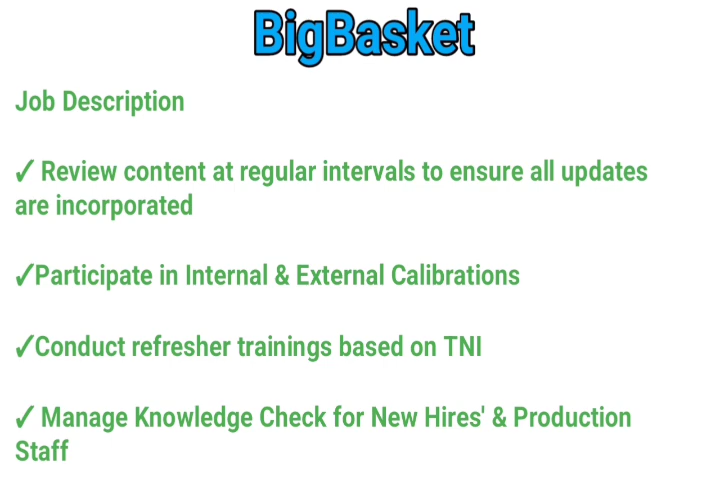 BigBasket
Job Description
✓ Review content at regular intervals to ensure all updates
are incorporated
✓Participate in Internal & External Calibrations
✓Conduct refresher trainings based on TNI
✓ Manage Knowledge Check for New Hires' & Production
Staff